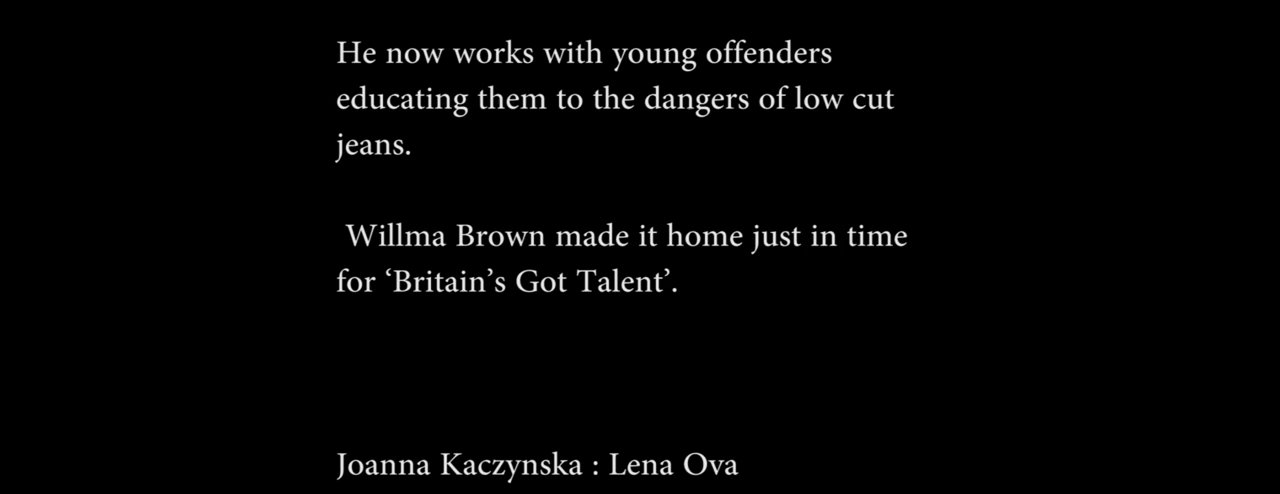 He now works with young offenders
educating them to the dangers of low cut
jeans.
Willma Brown made it home just in time
for ‘Britain’s Got Talent’.
Joanna Kaczynska : Lena Ova